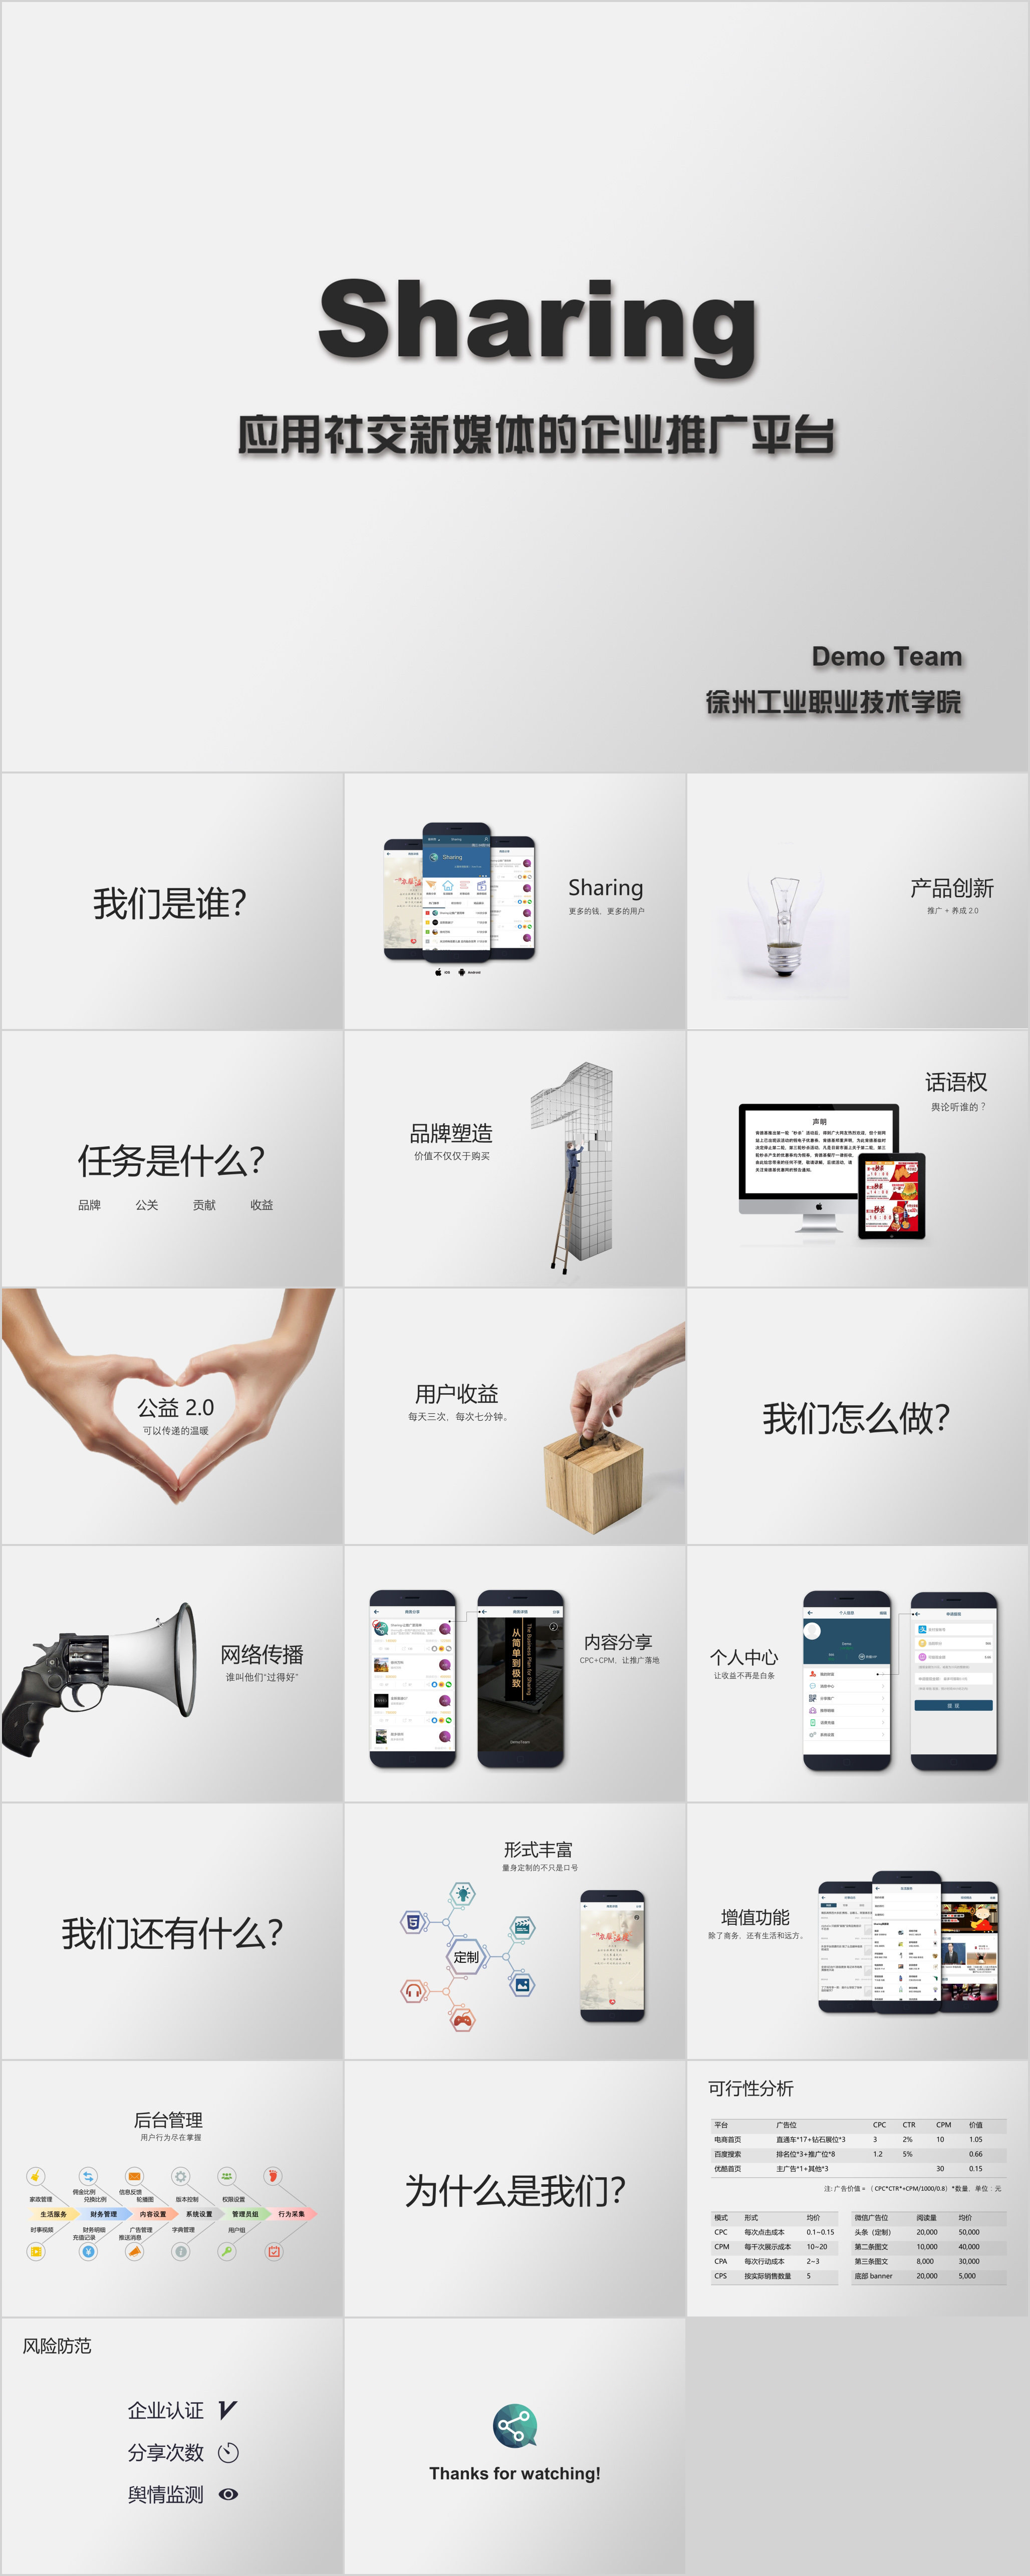 Sharing
应用社交新媒体的企业推广平台
Demo Team
徐州工业职业技术学院
我们是谁?
Sharing
Sharing
更多的钱，更多的用户
iOS
Android
产品创新
推广 + 养成 2.0
任务是什么?
品牌
公关
贡献
收益
品牌塑造
价值不仅仅于购买
话语权
舆论听谁的？
声明
公益 2.0
可以传递的温暖
用户收益
每天三次，每次七分钟。
我们怎么做?
网络传播
谁叫他们“过得好”
从简单到极致
The Business Plan for Sharing
DemoTeam
内容分享
CPC+CPM，让推广落地
个人中心
让收益不再是白条
个人信息
Demo
提 现
我们还有什么?
形式丰富
量身定制的不只是口号
定制
增值功能
除了商务，还有生活和远方。
生活服务
后台管理
用户行为尽在掌握
家政管理
佣金比例
兑换比例
信息反馈
轮播图
版本控制
权限设置
生活服务
财务管理
内容设置
系统设置
管理员组
行为采集
时事视频
财务明细
充值记录
广告管理
推送消息
字典管理
用户组
为什么是我们?
可行性分析
平台 广告位 CPC CTR CPM 价值
电商首页 直通车*17+钻石展位*3 3 2% 10 1.05
百度搜索 排名位*3+推广位*8 1.2 5% 0.66
优酷首页 主广告*1+其他*3 30 0.15
注: 广告价值 = （CPC*CTR*+CPM/1000/0.8）*数量，单位：元
模式 形式 均价
CPC 每次点击成本 0.1~0.15
CPM 每千次展示成本 10~20
CPA 每次行动成本 2~3
CPS 按实际销售数量 5
微信广告位 阅读量 均价
头条（定制） 20,000 50,000
第二条图文 10,000 40,000
第三条图文 8,000 30,000
底部 banner 20,000 5,000
风险防范
企业认证
分享次数
舆情监测
Thanks for watching!